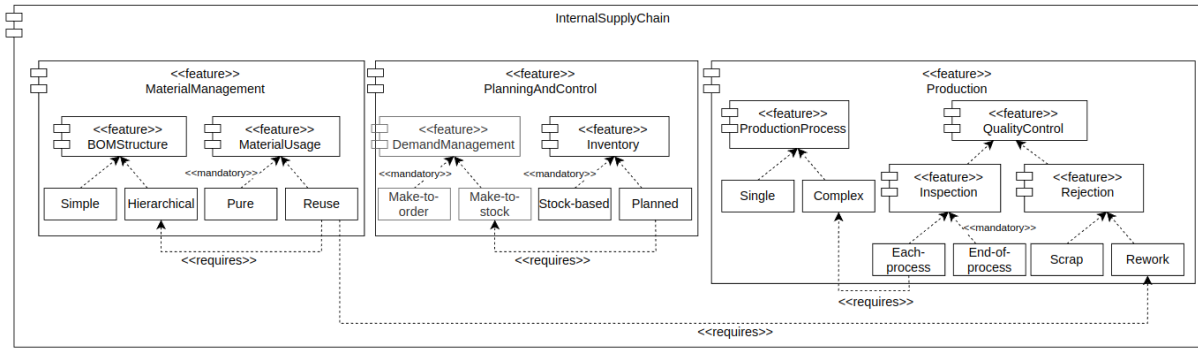 InternalSupplyChain
<<feature>>
MaterialManagement
<<feature>>
BOMStructure
<<feature>>
MaterialUsage
<<mandatory>>
Simple
Hierarchical
Pure
Reuse
<<requires>>
<<feature>>
PlanningAndControl
<<feature>>
DemandManagement
<<feature>>
Inventory
<<mandatory>>
<<mandatory>>
Make-to-
order
Make-to-
stock
Stock-based
Planned
<<requires>>
<<feature>>
Production
<<feature>>
ProductionProcess
<<feature>>
QualityControl
Single
Complex
<<feature>>
Inspection
<<feature>>
Rejection
<<mandatory>>
Each-
process
End-of-
process
Scrap
Rework
<<requires>>
<<requires>>